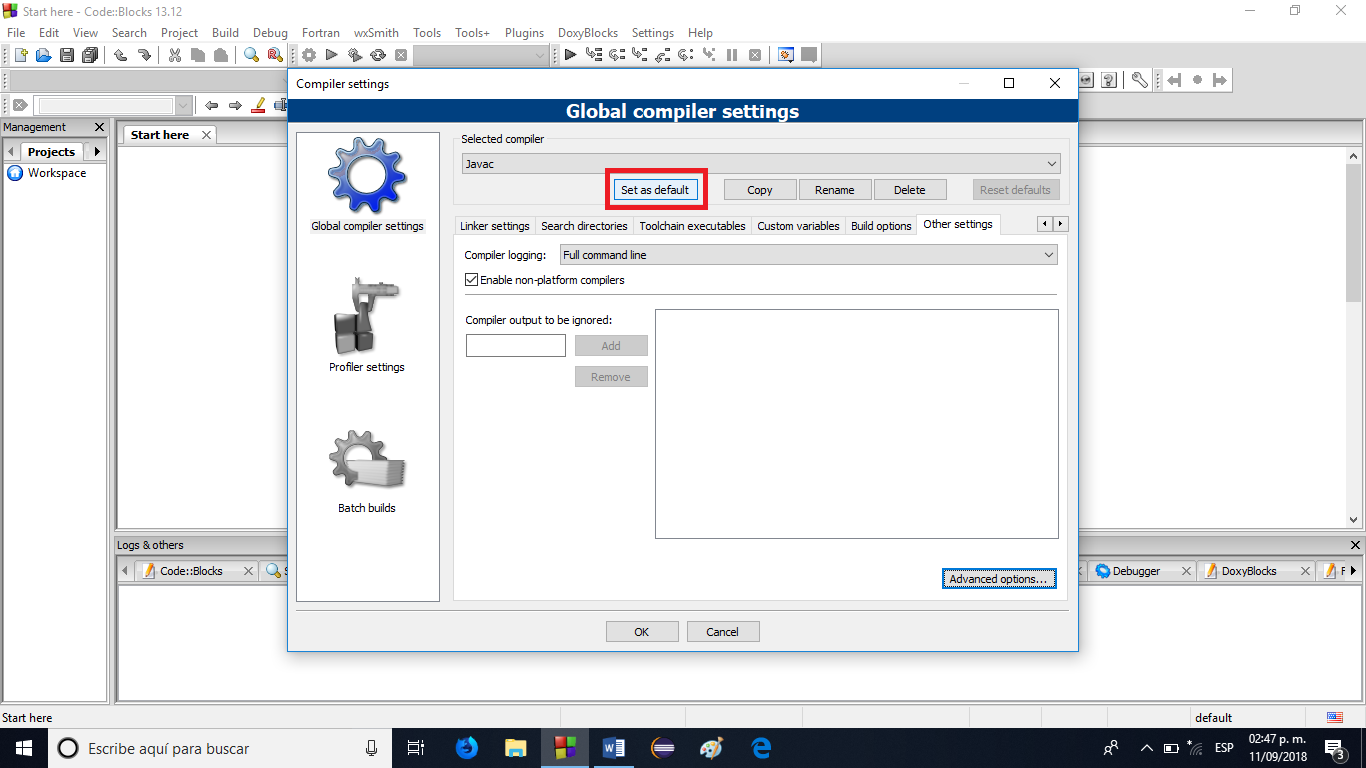 Start here - Code::Blocks 13.12
File Edit View Search Project Build Debug Fortran wxSmith Tools Tools+ Plugins DoxyBlocks Settings Help
Compiler settings
Global compiler settings
Management
Projects
Workspace
Start here
Global compiler settings
Profiler settings
Batch builds
Selected compiler
Javac
Set as default Copy Rename Delete Reset defaults
Linker settings Search directories Toolchain executables Custom variables Build options Other settings
Compiler logging: Full command line
Enable non-platform compilers
Compiler output to be ignored:
Add
Remove
Advanced options...
OK Cancel
Logs & others
Code::Blocks Debugger DoxyBlocks
Start here default
Escribe aquí para buscar
ESP
02:47 p. m.
11/09/2018
3